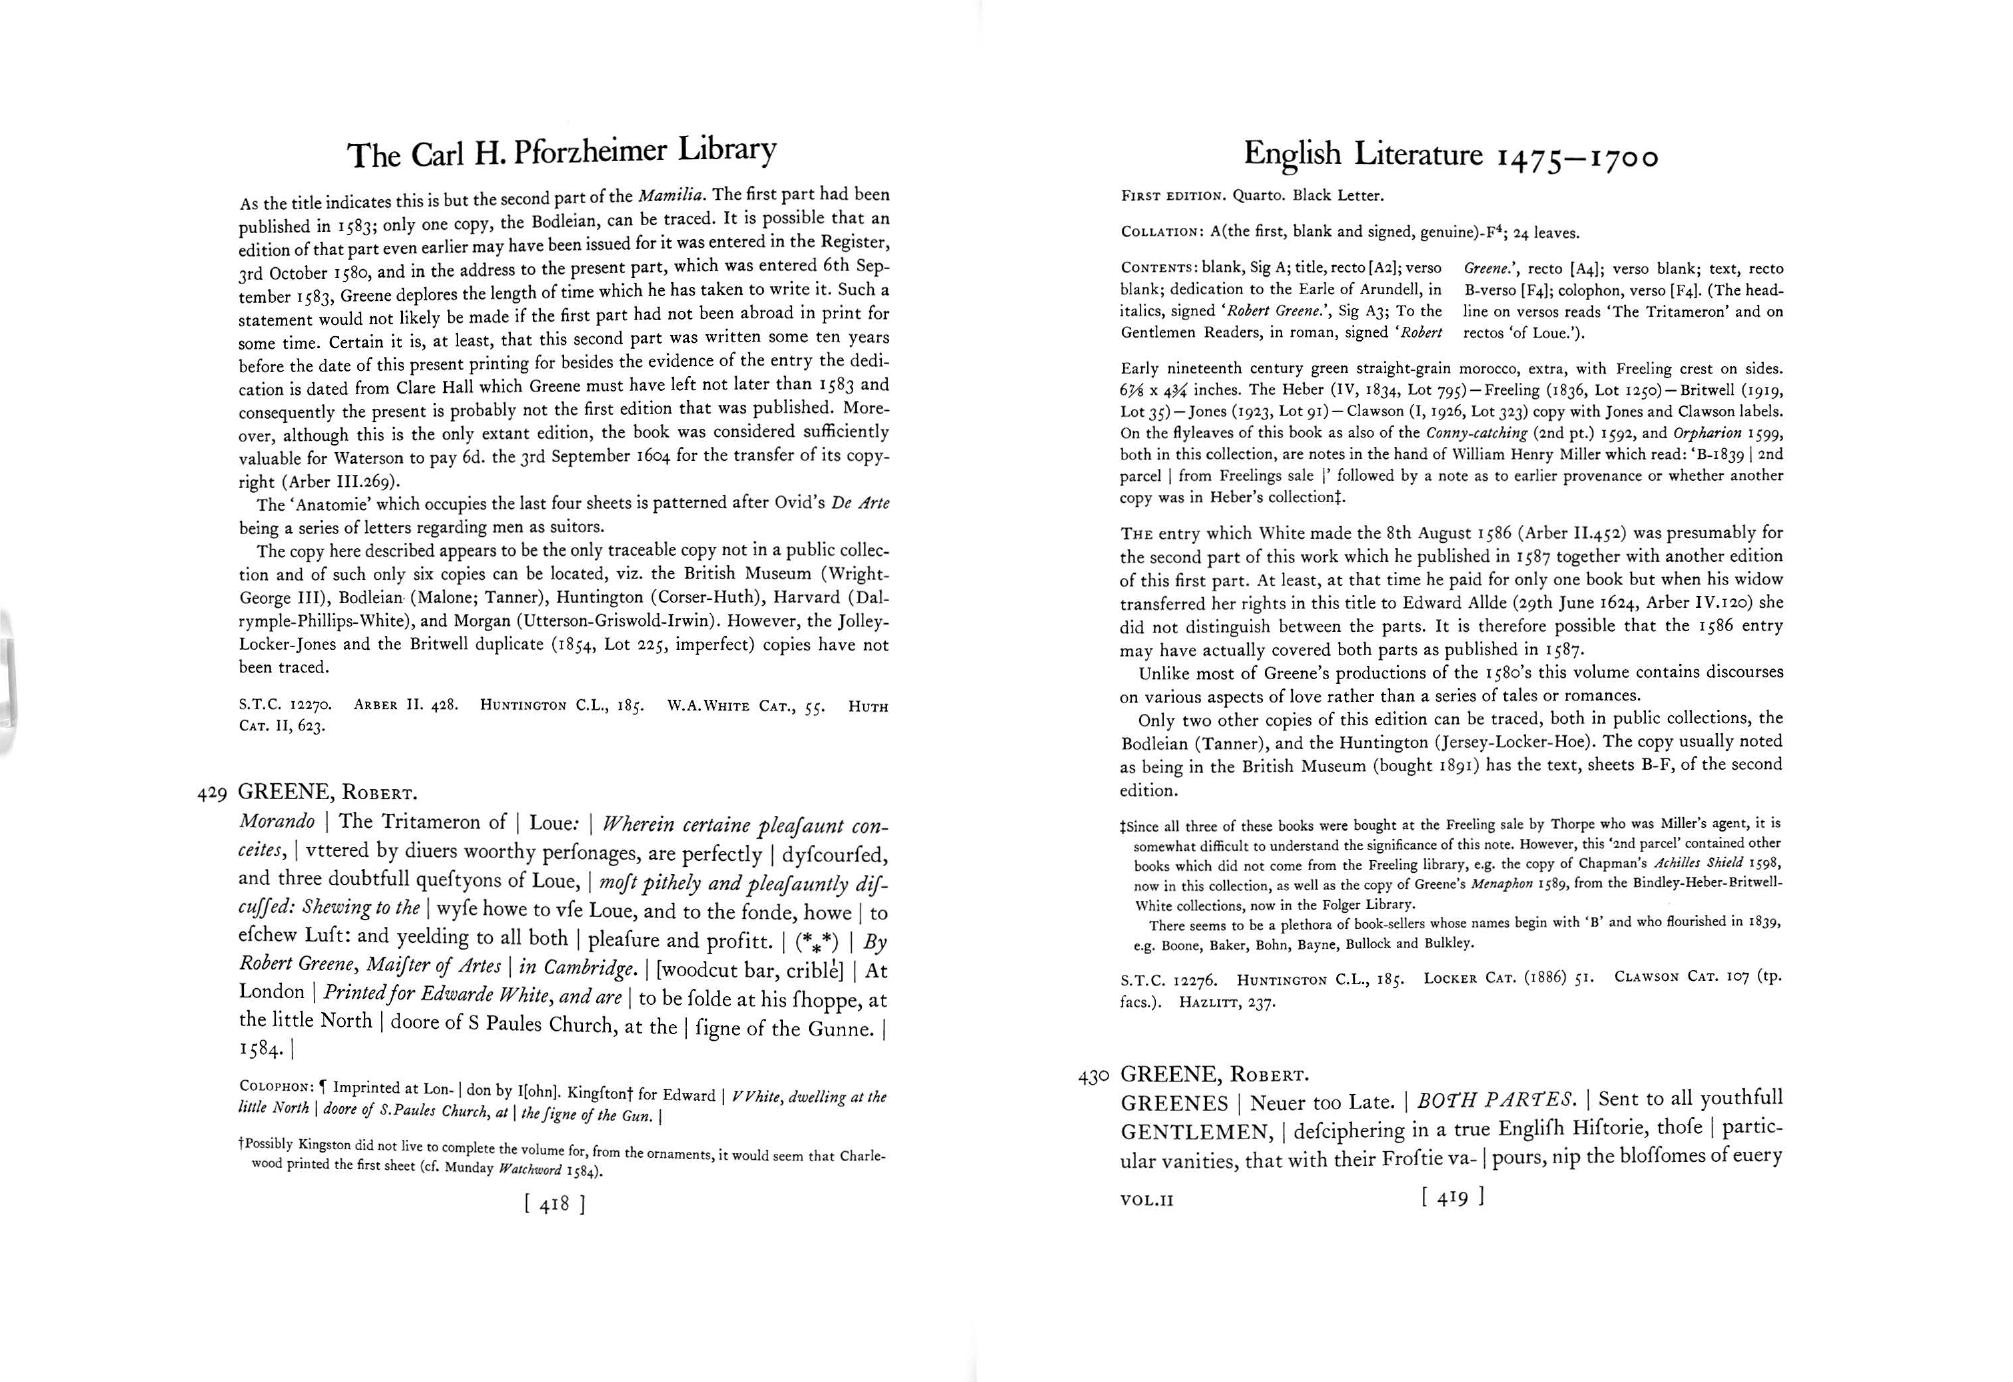 The Carl H. Pforzheimer Library
As the title indicates this is but the second part of the Mamilia. The first part had been
published in 1583; only one copy, the Bodleian, can be traced. It is possible that an
edition of that part even earlier may have been issued for it was entered in the Register,
3rd October 1580, and in the address to the present part, which was entered 6th Sep-
tember 1583, Greene deplores the length of time which he has taken to write it. Such a
statement would not likely be made if the first part had not been abroad in print for
some time. Certain it is, at least, that this second part was written some ten years
before the date of this present printing for besides the evidence of the entry the dedi-
cation is dated from Clare Hall which Greene must have left not later than 1583 and
consequently the present is probably not the first edition that was published. More-
over, although this is the only extant edition, the book was considered sufficiently
valuable for Waterson to pay 6d. the 3rd September 1604 for the transfer of its copy-
right (Arber III.269).
The ‘Anatomie’ which occupies the last four sheets is patterned after Ovid’s De Arte
being a series of letters regarding men as suitors.
The copy here described appears to be the only traceable copy not in a public collec-
tion and of such only six copies can be located, viz. the British Museum (Wright-
George III), Bodleian (Malone; Tanner), Huntington (Corser-Huth), Harvard (Dal-
rymple-Phillips-White), and Morgan (Utterson-Griswold-Irwin). However, the Jolley-
Locker-Jones and the Britwell duplicate (1854, Lot 225, imperfect) copies have not
been traced.
S.T.C. 12270. ARBER II. 428. HUNTINGTON C.L., 185. W.A.WHITE CAT., 55. HUTH
CAT. II, 623.
429 GREENE, ROBERT.
Morando | The Tritameron of | Loue: | Wherein certaine pleaſaunt con-
ceites, | vttered by diuers woorthy perſonages, are perfectly | dyſcourſed,
and three doubtfull queſtyons of Loue, | moſt pithely and pleaſauntly diſ-
cuſſed: Shewing to the | wyſe howe to vſe Loue, and to the fonde, howe | to
eſchew Luſt: and yeelding to all both | pleaſure and profitt. | (*⁎*) | By
Robert Greene, Maiſter of Artes | in Cambridge. | [woodcut bar, criblé] | At
London | Printed for Edwarde White, and are | to be ſolde at his ſhoppe, at
the little North | doore of S Paules Church, at the | ſigne of the Gunne. |
1584. |
COLOPHON: ¶ Imprinted at Lon- | don by I[ohn]. Kingſton† for Edward | VVhite, dwelling at the
little North | doore of S.Paules Church, at | the ſigne of the Gun. |
†Possibly Kingston did not live to complete the volume for, from the ornaments, it would seem that Charle-
wood printed the first sheet (cf. Munday Watchword 1584).
[ 418 ]
English Literature 1475–1700
FIRST EDITION. Quarto. Black Letter.
COLLATION: A(the first, blank and signed, genuine)-F⁴; 24 leaves.
CONTENTS: blank, Sig A; title, recto [A2]; verso
blank; dedication to the Earle of Arundell, in
italics, signed ‘Robert Greene.’, Sig A3; To the
Gentlemen Readers, in roman, signed ‘Robert
Greene.’, recto [A4]; verso blank; text, recto
B-verso [F4]; colophon, verso [F4]. (The head-
line on versos reads ‘The Tritameron’ and on
rectos ‘of Loue.’).
Early nineteenth century green straight-grain morocco, extra, with Freeling crest on sides.
6⅞ x 4¾ inches. The Heber (IV, 1834, Lot 795)—Freeling (1836, Lot 1250)—Britwell (1919,
Lot 35)—Jones (1923, Lot 91)—Clawson (I, 1926, Lot 323) copy with Jones and Clawson labels.
On the flyleaves of this book as also of the Conny-catching (2nd pt.) 1592, and Orpharion 1599,
both in this collection, are notes in the hand of William Henry Miller which read: ‘B-1839 | 2nd
parcel | from Freelings sale |’ followed by a note as to earlier provenance or whether another
copy was in Heber’s collection‡.
THE entry which White made the 8th August 1586 (Arber II.452) was presumably for
the second part of this work which he published in 1587 together with another edition
of this first part. At least, at that time he paid for only one book but when his widow
transferred her rights in this title to Edward Allde (29th June 1624, Arber IV.120) she
did not distinguish between the parts. It is therefore possible that the 1586 entry
may have actually covered both parts as published in 1587.
Unlike most of Greene’s productions of the 1580’s this volume contains discourses
on various aspects of love rather than a series of tales or romances.
Only two other copies of this edition can be traced, both in public collections, the
Bodleian (Tanner), and the Huntington (Jersey-Locker-Hoe). The copy usually noted
as being in the British Museum (bought 1891) has the text, sheets B-F, of the second
edition.
‡Since all three of these books were bought at the Freeling sale by Thorpe who was Miller’s agent, it is
somewhat difficult to understand the significance of this note. However, this ‘2nd parcel’ contained other
books which did not come from the Freeling library, e.g. the copy of Chapman’s Achilles Shield 1598,
now in this collection, as well as the copy of Greene’s Menaphon 1589, from the Bindley-Heber-Britwell-
White collections, now in the Folger Library.
There seems to be a plethora of book-sellers whose names begin with ‘B’ and who flourished in 1839,
e.g. Boone, Baker, Bohn, Bayne, Bullock and Bulkley.
S.T.C. 12276. HUNTINGTON C.L., 185. LOCKER CAT. (1886) 51. CLAWSON CAT. 107 (tp.
facs.). HAZLITT, 237.
430 GREENE, ROBERT.
GREENES | Neuer too Late. | BOTH PARTES. | Sent to all youthfull
GENTLEMEN, | deſciphering in a true Engliſh Hiſtorie, thoſe | partic-
ular vanities, that with their Froſtie va- | pours, nip the bloſſomes of euery
VOL.II
[ 419 ]